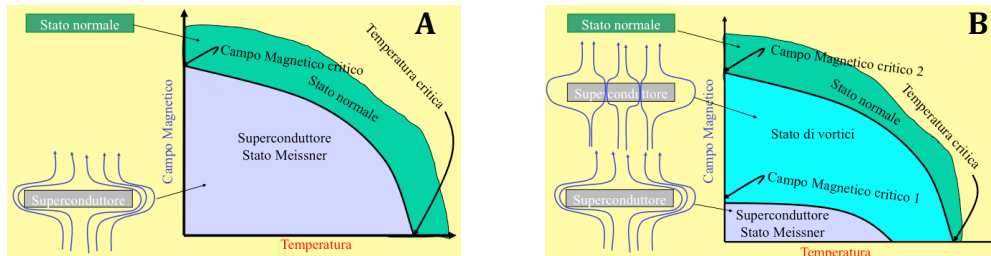 A
Stato normale
Campo Magnetico critico
Temperatura critica
Stato normale
Campo Magnetico
Superconduttore
Stato Meissner
Superconduttore
Temperatura
B
Stato normale
Campo Magnetico critico 2
Temperatura critica
Stato normale
Superconduttore
Campo Magnetico
Stato di vortici
Campo Magnetico critico 1
Superconduttore
Superconduttore
Stato Meissner
Temperatura